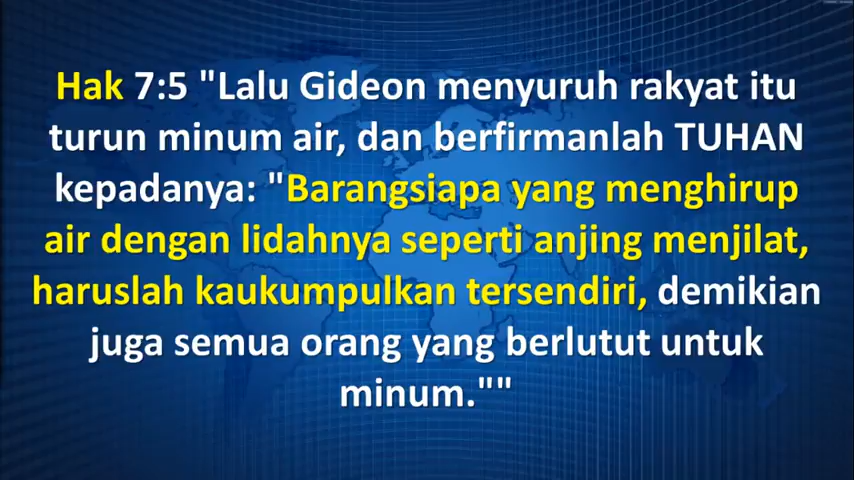 Hak 7:5 "Lalu Gideon menyuruh rakyat itu
turun minum air, dan berfirmanlah TUHAN
kepadanya: "Barangsiapa yang menghirup
air dengan lidahnya seperti anjing menjilat,
haruslah kaukumpulkan tersendiri, demikian
juga semua orang yang berlutut untuk
minum.""